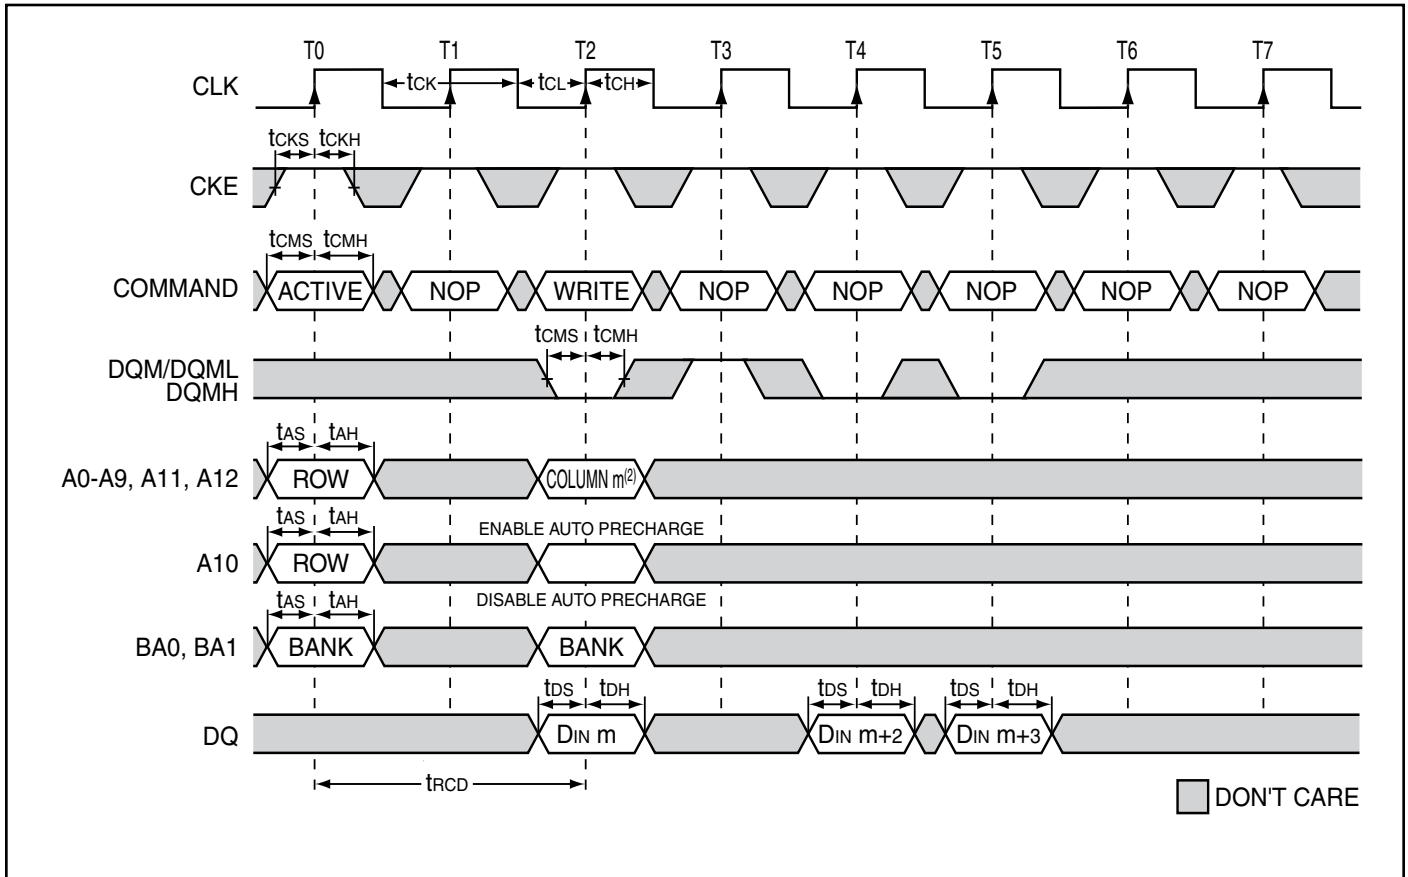 T0 T1 T2 T3 T4 T5 T6 T7
CLK tCK tCL tCH
tCKS tCKH
CKE
tCMS tCMH
COMMAND ACTIVE NOP WRITE NOP NOP NOP NOP NOP
tCMS tCMH
DQM/DQML
DQMH
tAS tAH
A0-A9, A11, A12 ROW COLUMN m(2)
tAS tAH ENABLE AUTO PRECHARGE
A10 ROW
tAS tAH DISABLE AUTO PRECHARGE
BA0, BA1 BANK BANK
tDS tDH tDS tDH tDS tDH
DQ DIN m DIN m+2 DIN m+3
tRCD
DON'T CARE